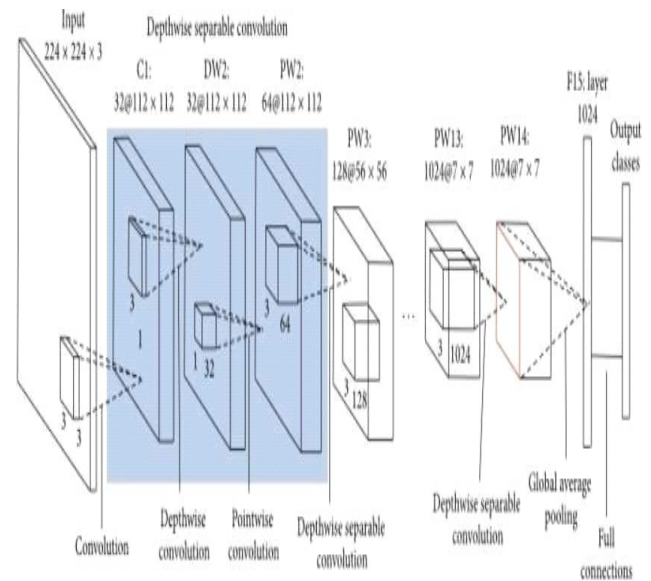 Input
224 × 224 × 3
Depthwise separable convolution
C1:
32@112 × 112
DW2:
32@112 × 112
PW2:
64@112 × 112
PW3:
128@56 × 56
PW13:
1024@7 × 7
PW14:
1024@7 × 7
F15: layer
1024
Output
classes
3
3
3
1
1
32
3
64
3
128
...
3
1024
Convolution
Depthwise
convolution
Pointwise
convolution
Depthwise separable
convolution
Depthwise separable
convolution
Global average
pooling
Full
connections